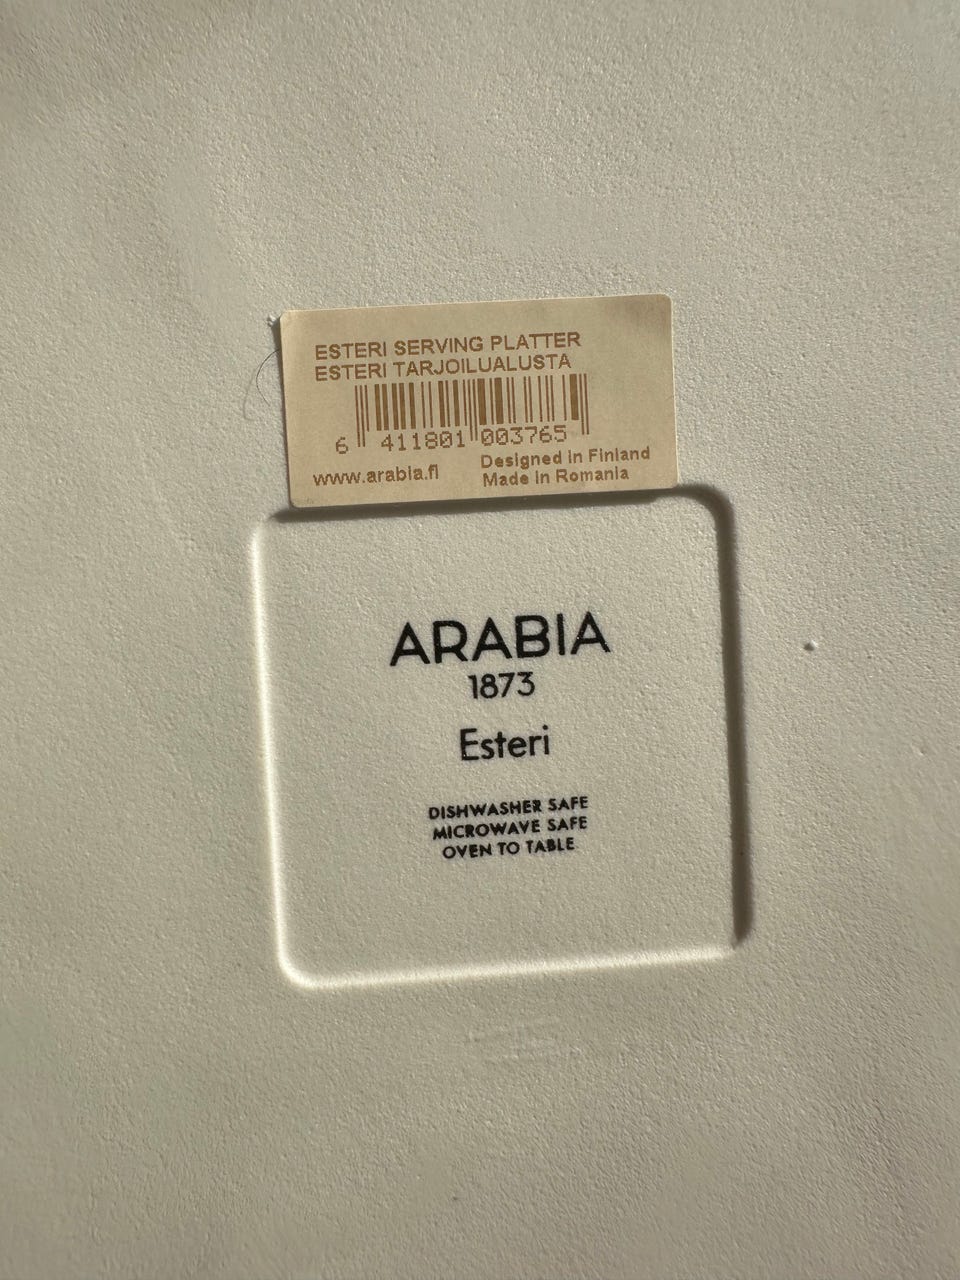 ESTERI SERVING PLATTER
ESTERI TARJOILUALUSTA
6 411801 003765
www.arabia.fi
Designed in Finland
Made in Romania
ARABIA
1873
Esteri
DISHWASHER SAFE
MICROWAVE SAFE
OVEN TO TABLE